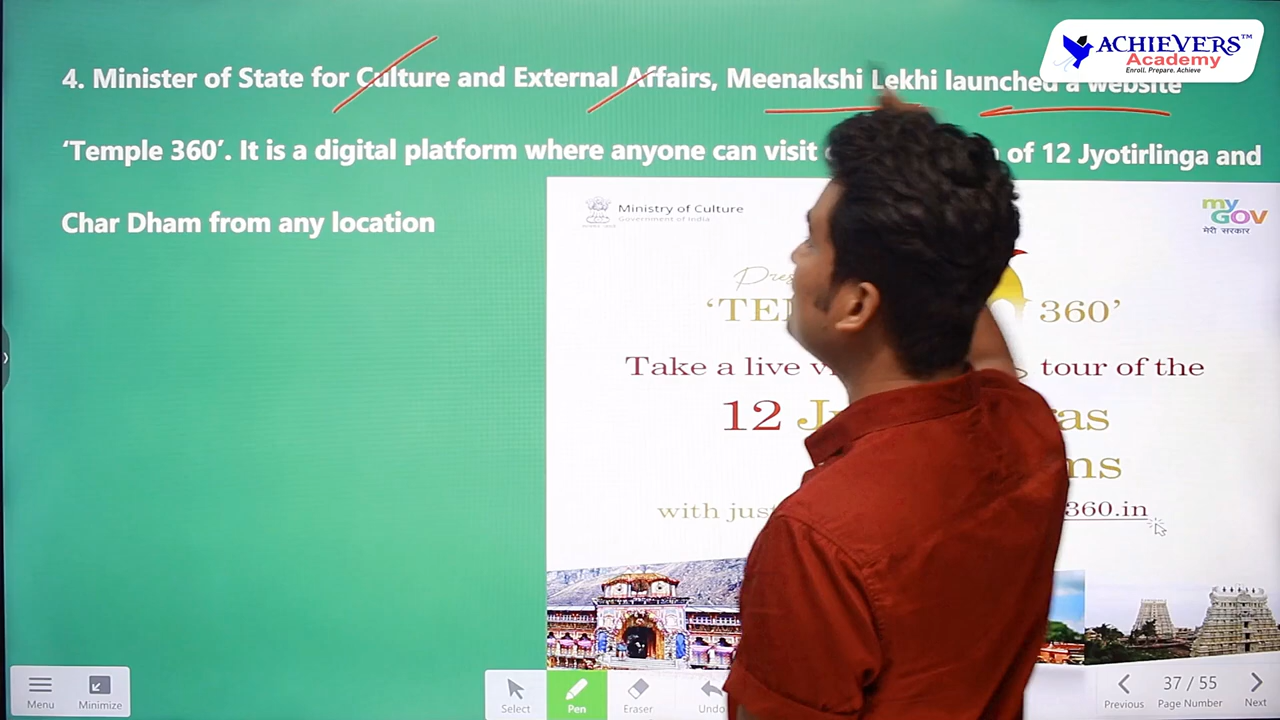 ACHIEVERS™
Academy
Enroll. Prepare. Achieve
4. Minister of State for Culture and External Affairs, Meenakshi Lekhi launched a website
‘Temple 360’. It is a digital platform where anyone can visit of 12 Jyotirlinga and
Char Dham from any location
Ministry of Culture
Government of India
my
GOV
मेरी सरकार
360’
Take a live tour of the
12
with just 360.in
Menu
Minimize
Select
Pen
Eraser
Undo
Previous
37 / 55
Page Number
Next